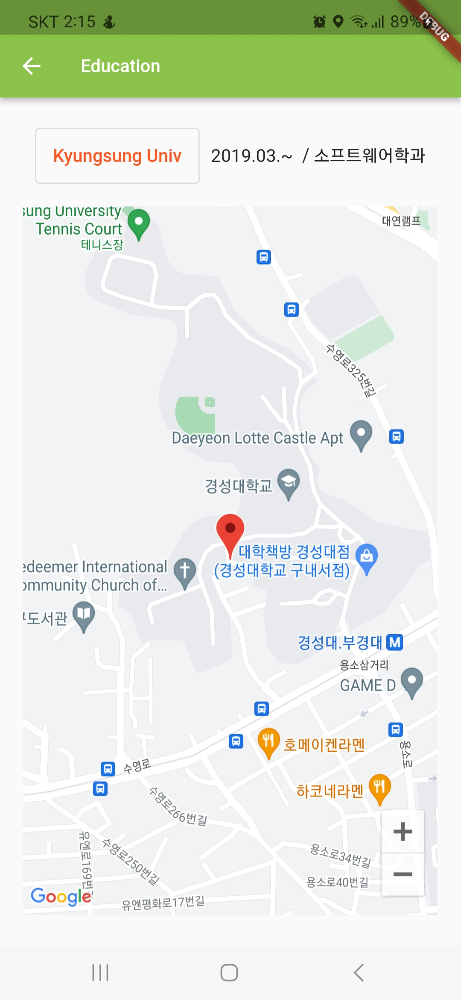 SKT 2:15
89%
DEBUG
Education
Kyungsung Univ
2019.03.~ / 소프트웨어학과
sung University
Tennis Court
테니스장
대연램프
수영로325번길
Daeyeon Lotte Castle Apt
경성대학교
대학책방 경성대점
(경성대학교 구내서점)
edeemer International
ommunity Church of...
구도서관
경성대.부경대 M
용소삼거리
GAME D
호메이켄라멘
용소로
수영로
하코네라멘
수영로266번길
유엔로169번길
수영로250번길
용소로34번길
용소로40번길
Google
유엔평화로17번길